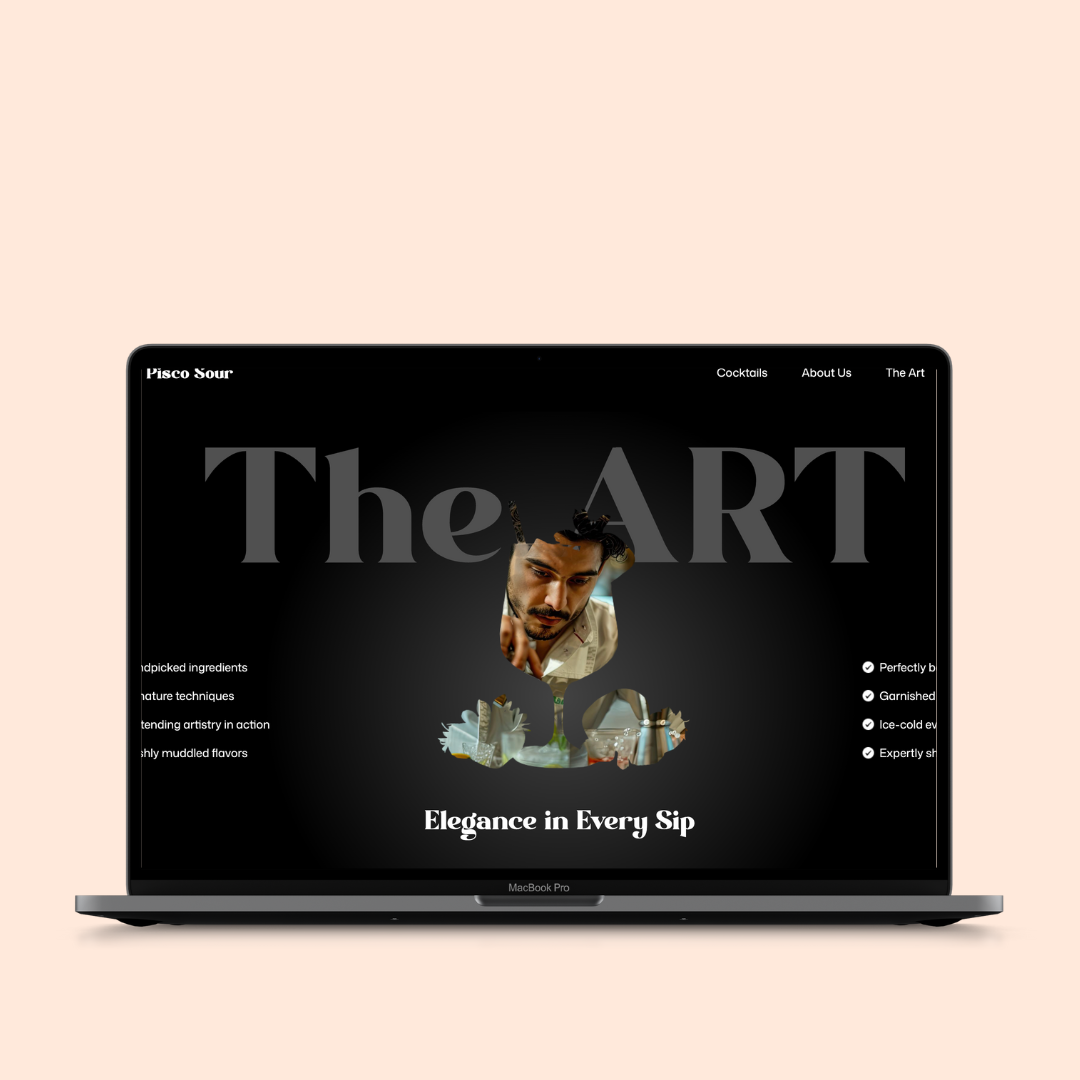 Pisco Sour
Cocktails About Us The Art
The ART
ndpicked ingredients
nature techniques
tending artistry in action
shly muddled flavors
Perfectly b
Garnished
Ice-cold ev
Expertly sh
Elegance in Every Sip
MacBook Pro